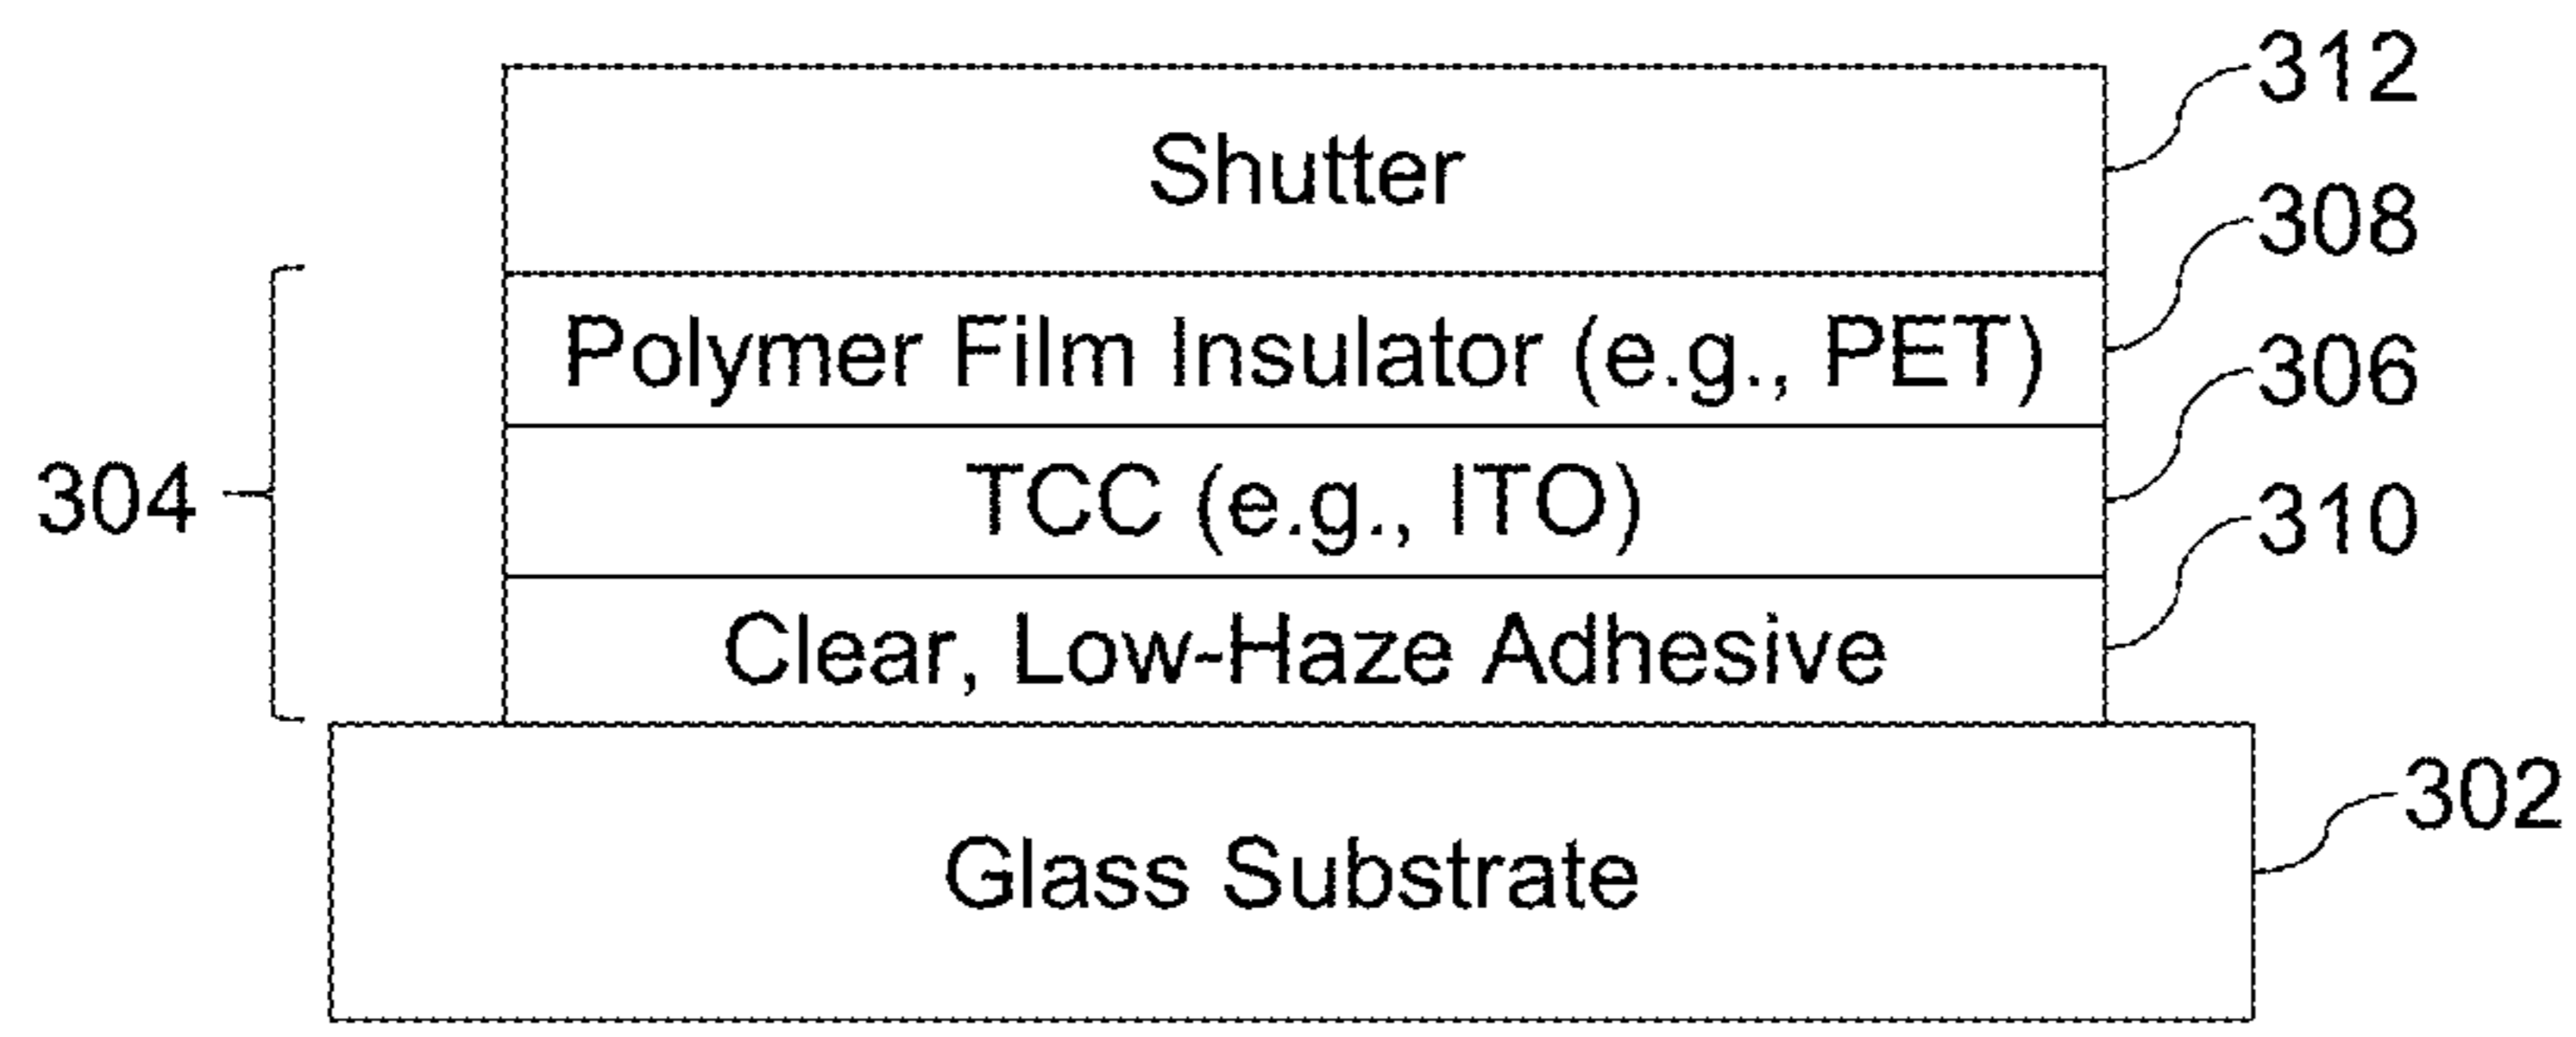 312
Shutter
308
Polymer Film Insulator (e.g., PET)
306
304
TCC (e.g., ITO)
310
Clear, Low-Haze Adhesive
302
Glass Substrate